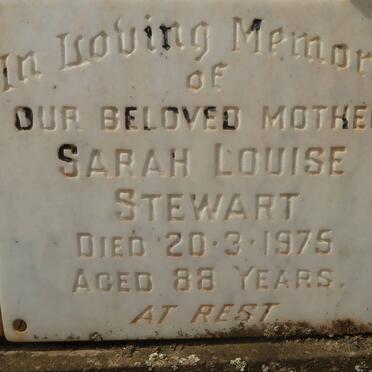 In Loving Memor
of
OUR BELOVED MOTHE
SARAH LOUISE
STEWART
DIED 20·3·1975
AGED 88 YEARS.
AT REST